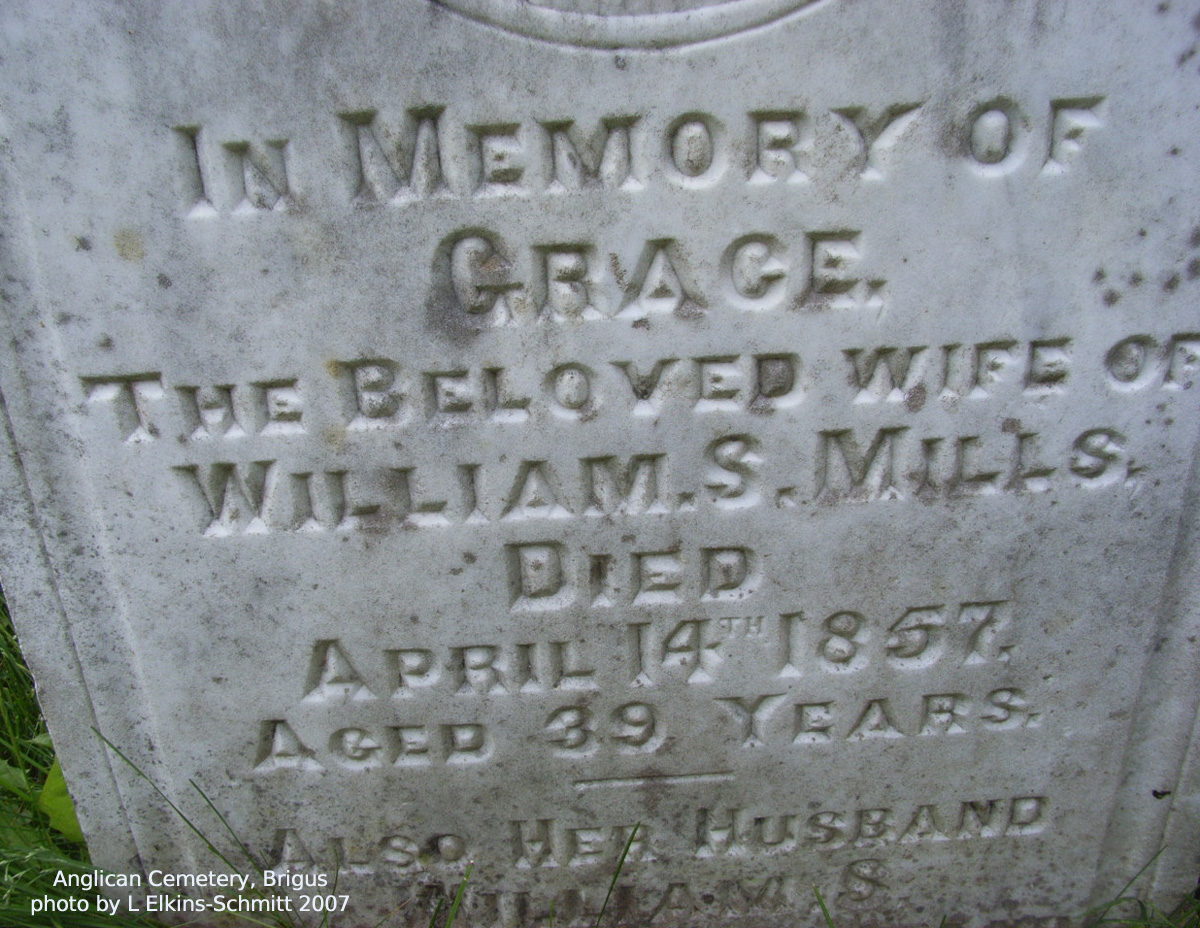 IN MEMORY OF
GRACE,
THE BELOVED WIFE OF
WILLIAM. S. MILLS,
DIED
APRIL 14TH 1857,
AGED 39 YEARS.
ALSO HER HUSBAND
WILLIAM S.
Anglican Cemetery, Brigus
photo by L Elkins-Schmitt 2007